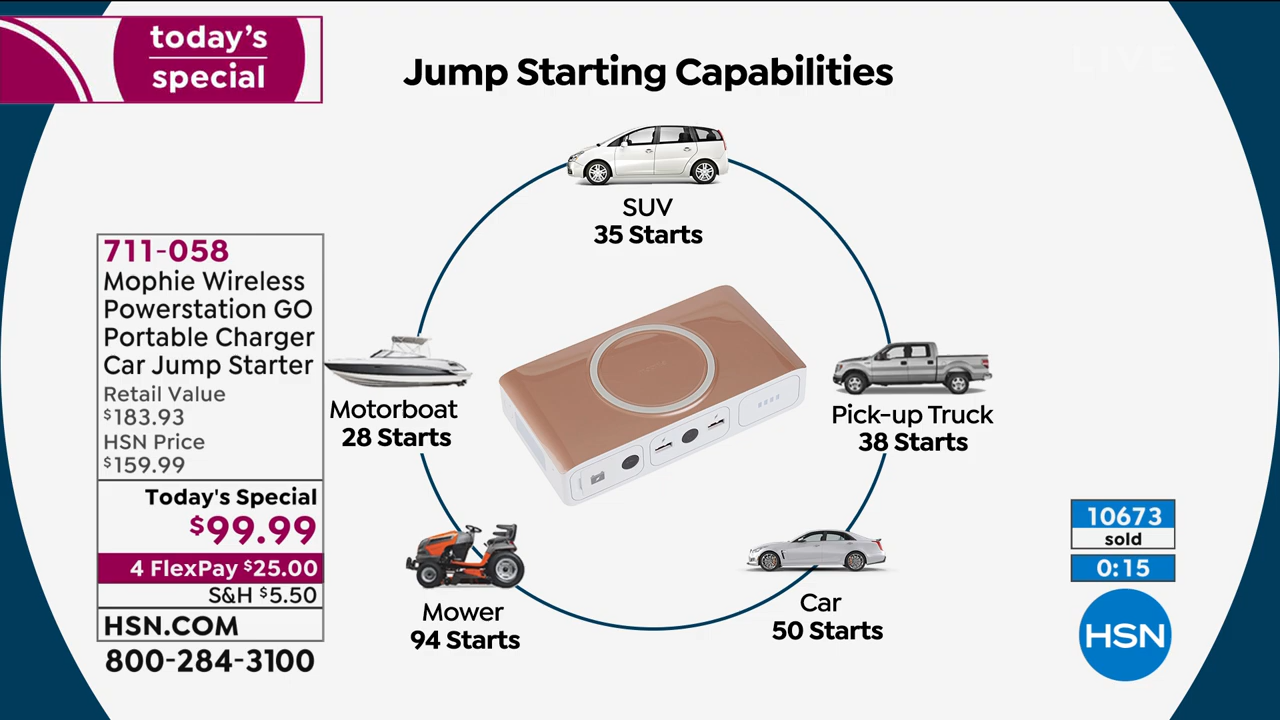 today's
special
Jump Starting Capabilities
LIVE
SUV
35 Starts
711-058
Mophie Wireless
Powerstation GO
Portable Charger
Car Jump Starter
Retail Value
$183.93
HSN Price
$159.99
Today's Special
$99.99
4 FlexPay $25.00
S&H $5.50
HSN.COM
800-284-3100
Motorboat
28 Starts
Pick-up Truck
38 Starts
Mower
94 Starts
Car
50 Starts
10673
sold
0:15
HSN